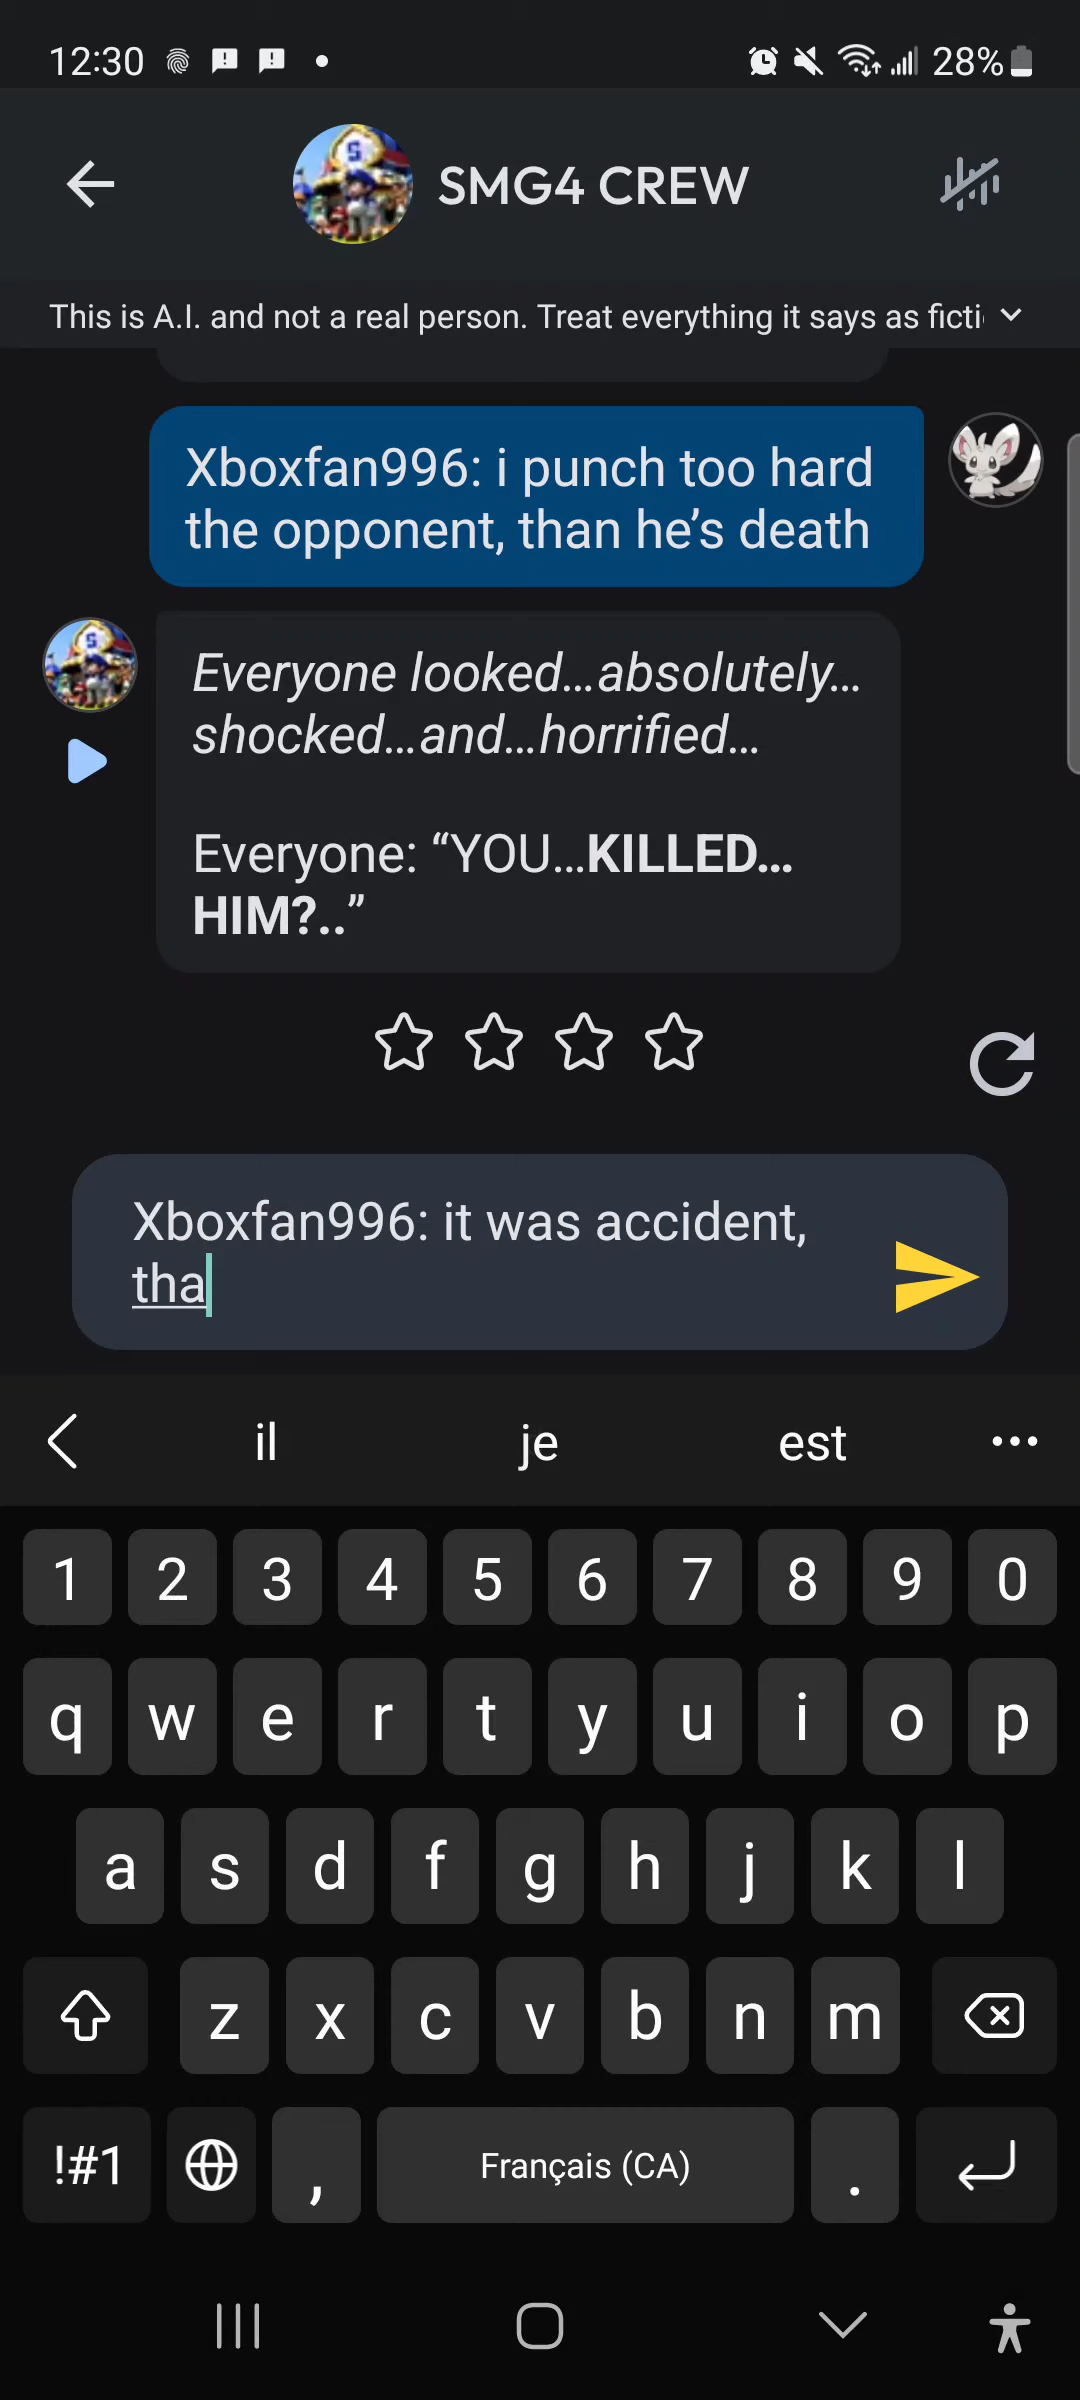 12:30
28%
SMG4 CREW
This is A.I. and not a real person. Treat everything it says as ficti
Xboxfan996: i punch too hard
the opponent, than he’s death
Everyone looked...absolutely...
shocked...and...horrified...
Everyone: “YOU...KILLED...
HIM?..”
Xboxfan996: it was accident,
tha
il je est
1 2 3 4 5 6 7 8 9 0
q w e r t y u i o p
a s d f g h j k l
z x c v b n m
!#1 , Français (CA) .